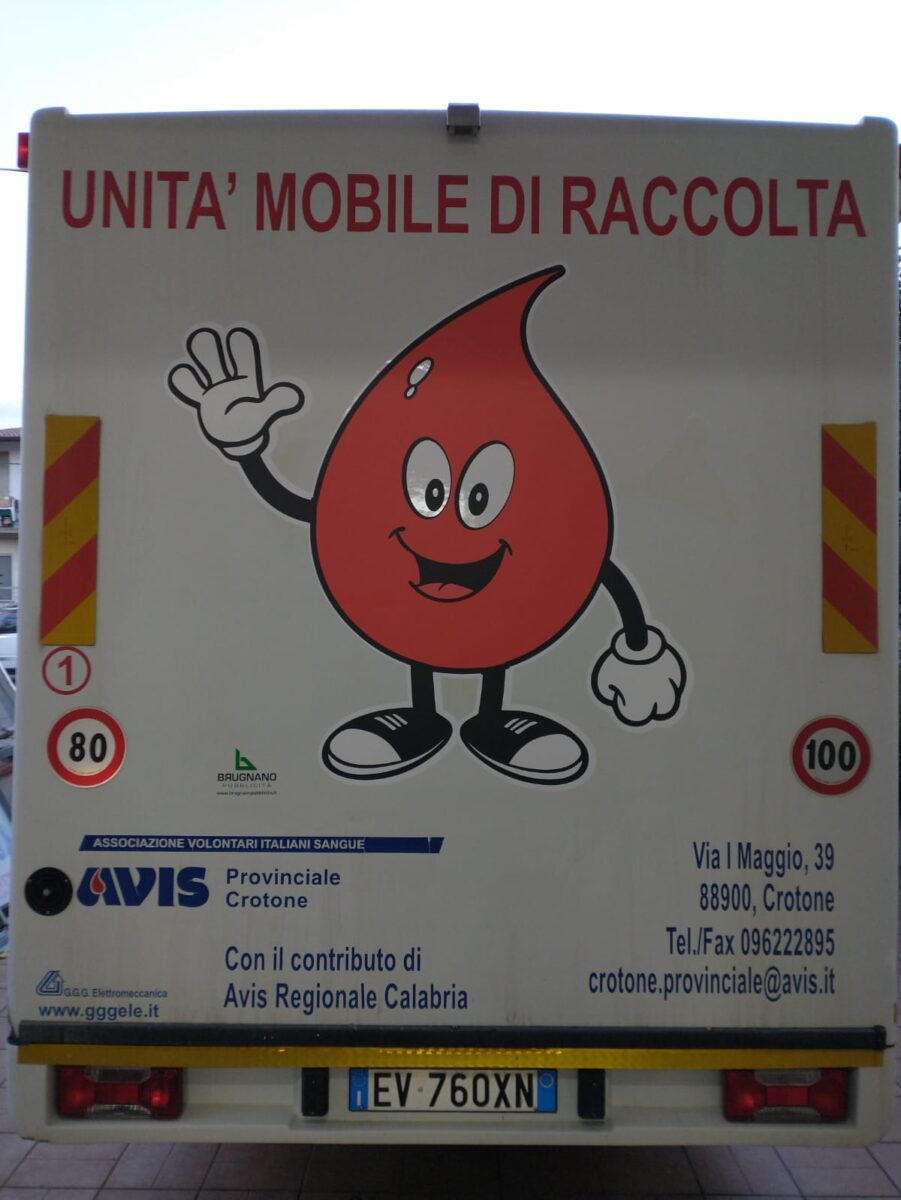 UNITA' MOBILE DI RACCOLTA
1
80
100
BRUGNANO
PUBBLICITÀ
ASSOCIAZIONE VOLONTARI ITALIANI SANGUE
AVIS
Provinciale
Crotone
Via I Maggio, 39
88900, Crotone
Tel./Fax 096222895
crotone.provinciale@avis.it
Con il contributo di
Avis Regionale Calabria
G.G.G. Elettromeccanica
www.gggele.it
I EV 760XN